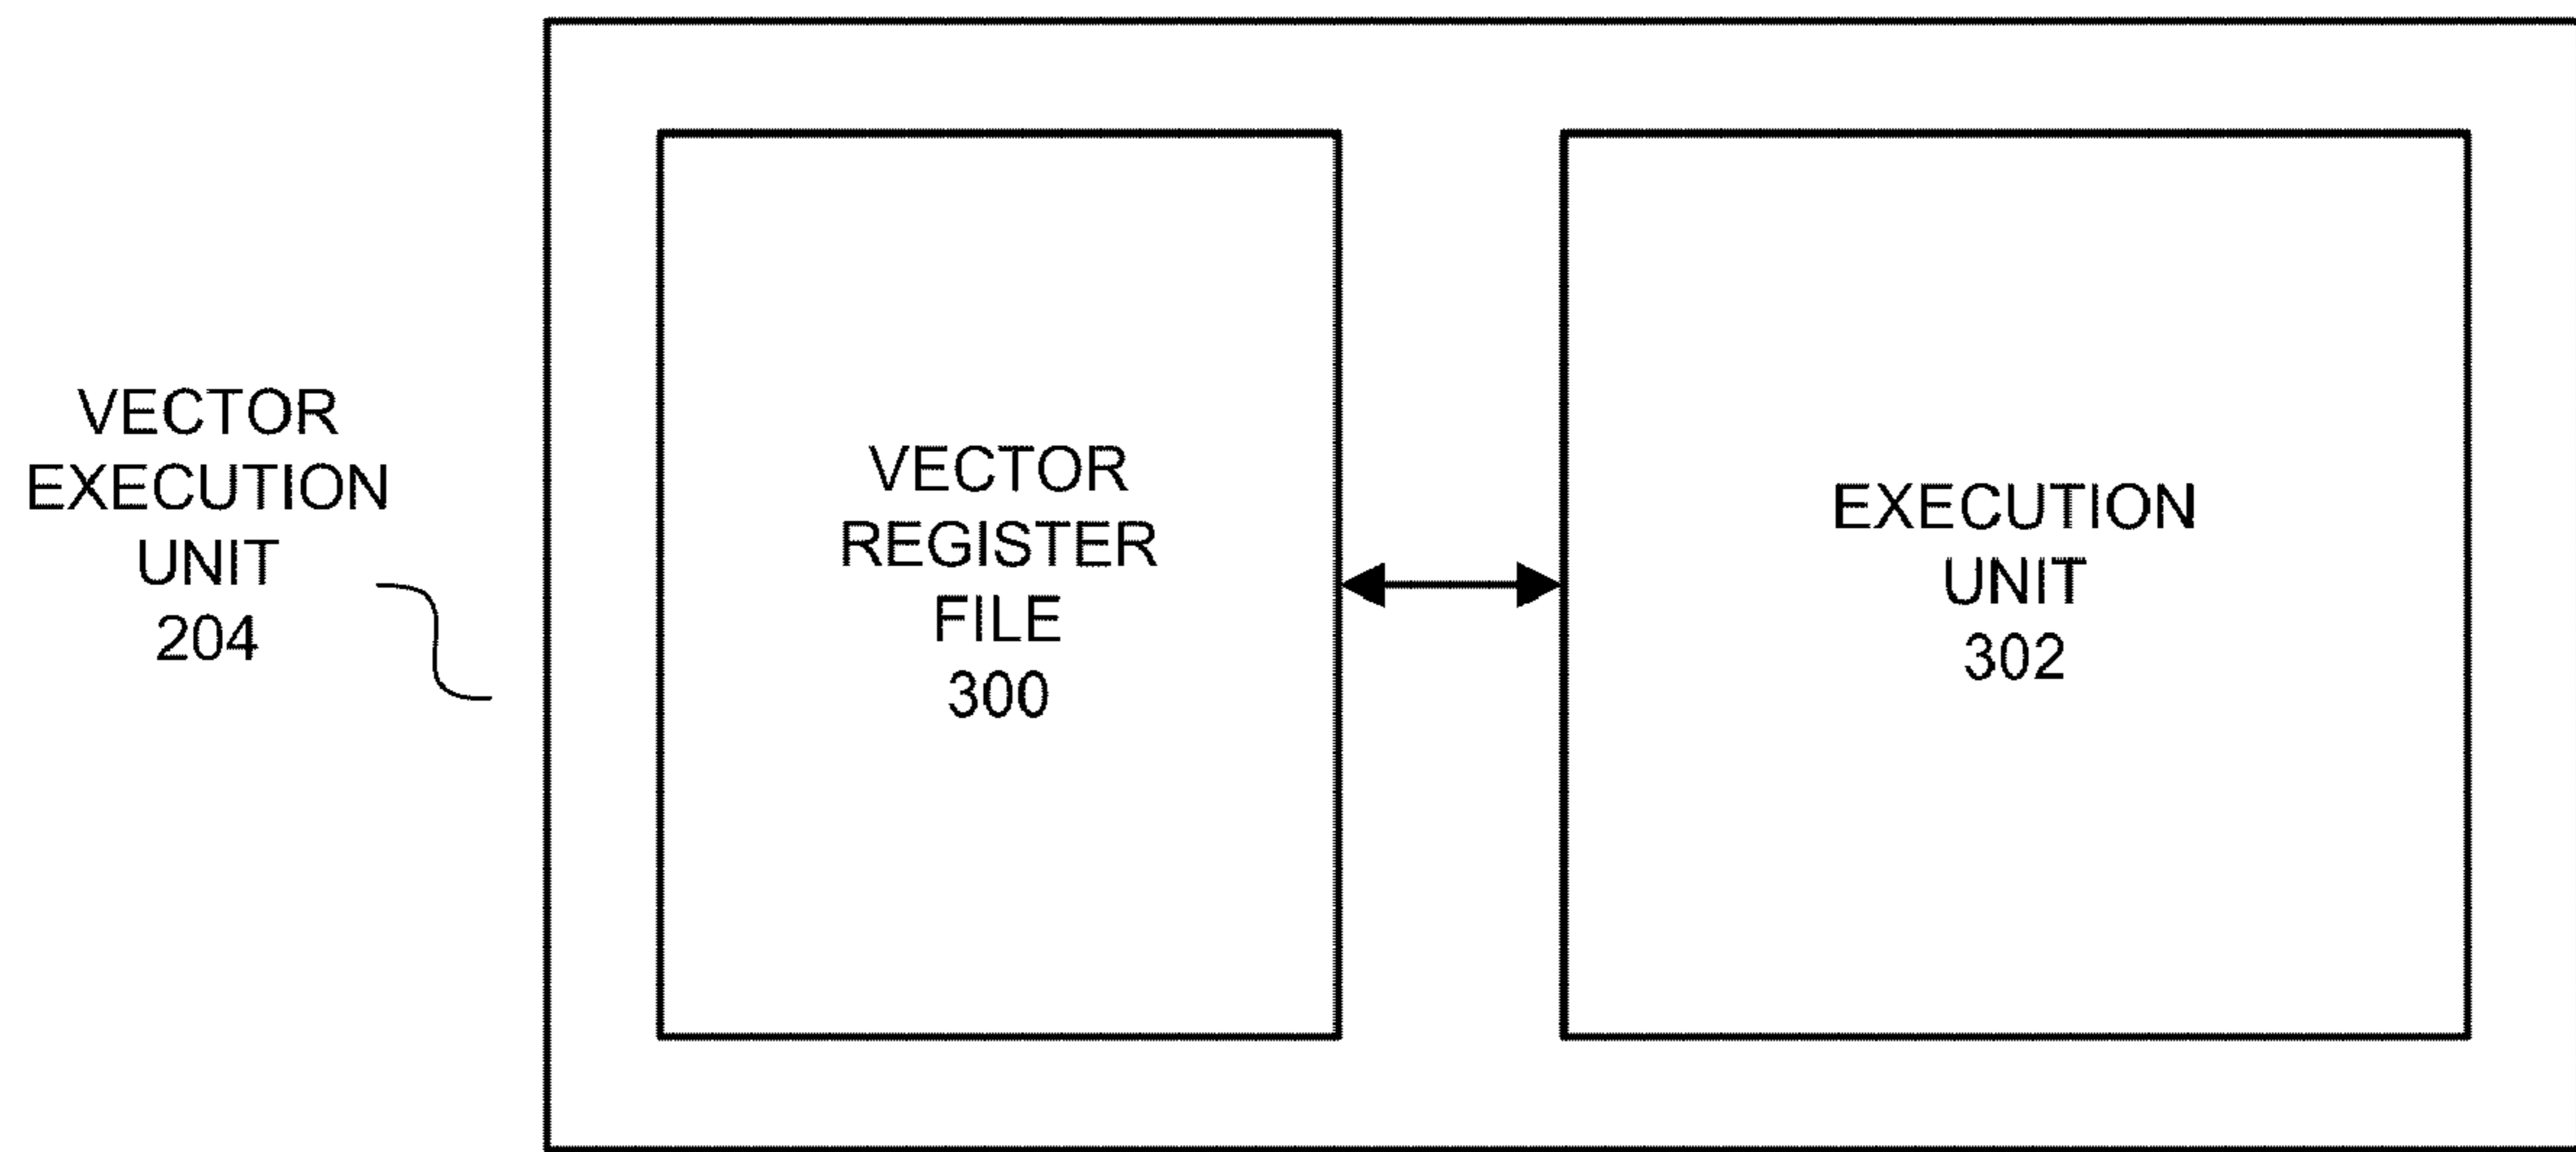 VECTOR
EXECUTION
UNIT
204
VECTOR
REGISTER
FILE
300
EXECUTION
UNIT
302